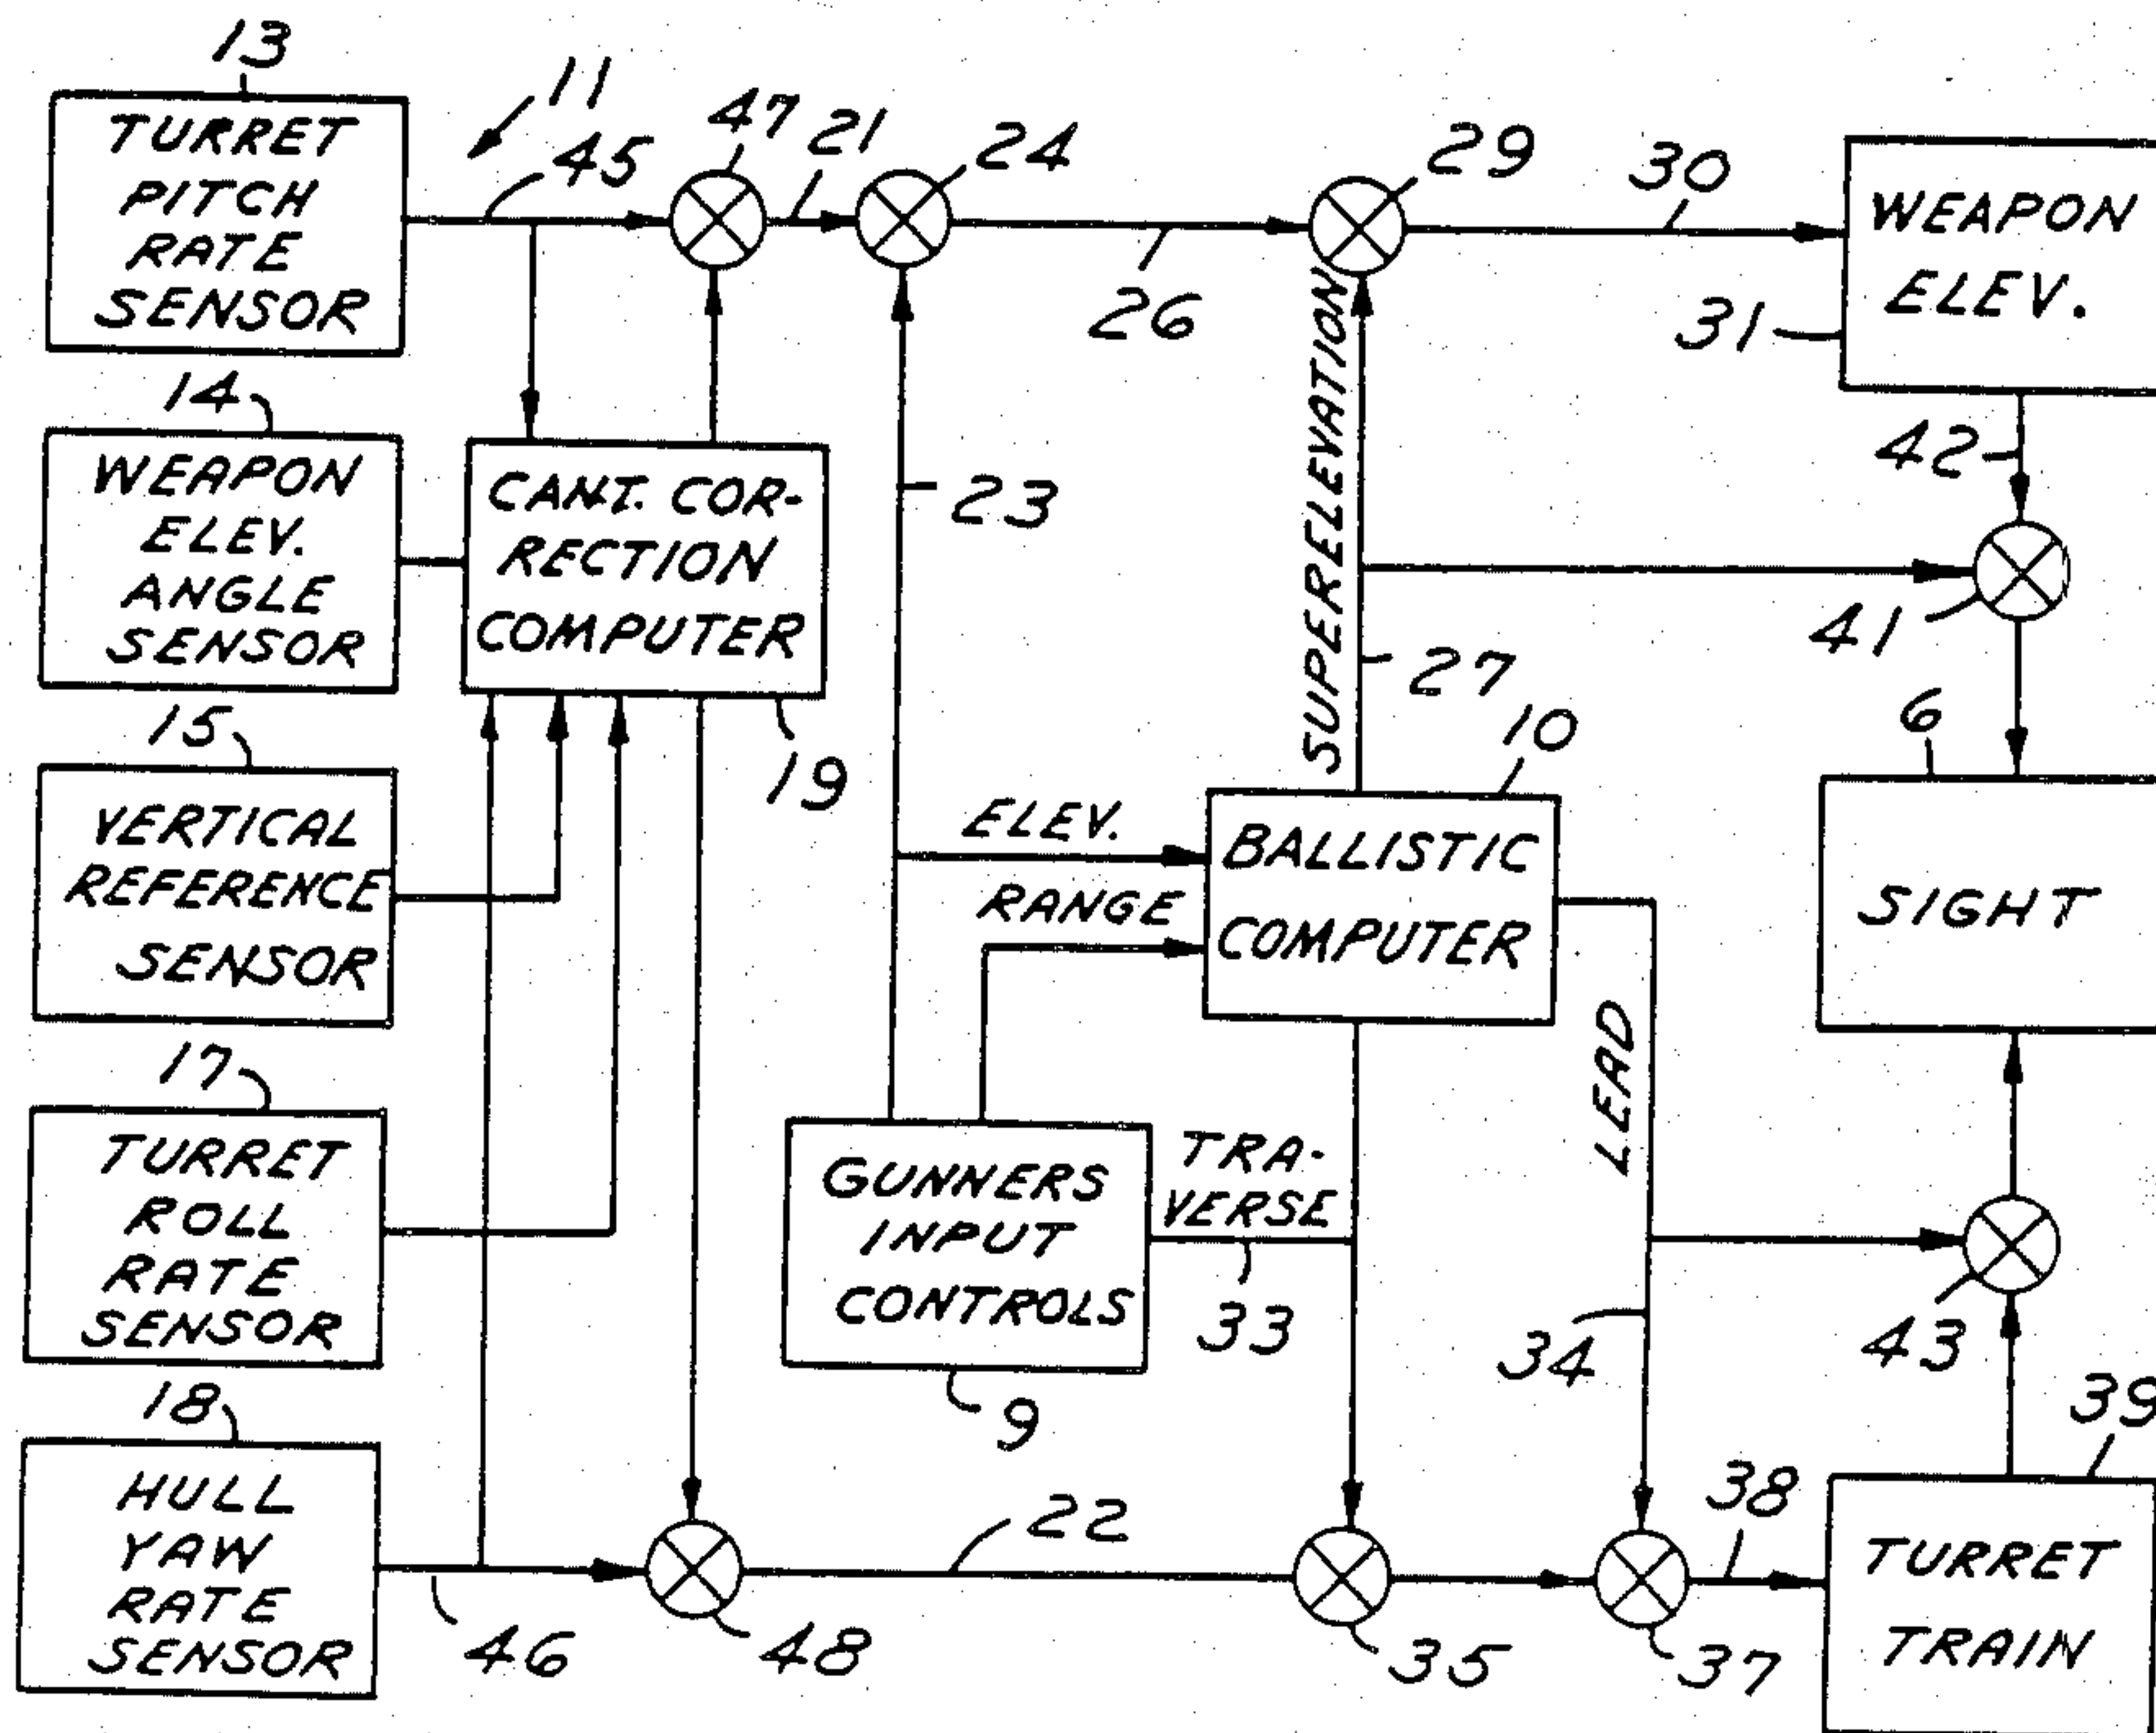 13
11
45
47
21
24
29
30
TURRET
PITCH
RATE
SENSOR
26
31
WEAPON
ELEV.
14
WEAPON
ELEV.
ANGLE
SENSOR
CANT. COR-
RECTION
COMPUTER
19
23
SUPERELEVATION
27
42
41
15
VERTICAL
REFERENCE
SENSOR
ELEV.
RANGE
10
BALLISTIC
COMPUTER
6
SIGHT
LEAD
17
TURRET
ROLL
RATE
SENSOR
GUNNERS
INPUT
CONTROLS
9
TRA-
VERSE
33
34
43
39
18
HULL
YAW
RATE
SENSOR
46
48
22
35
37
38
TURRET
TRAIN